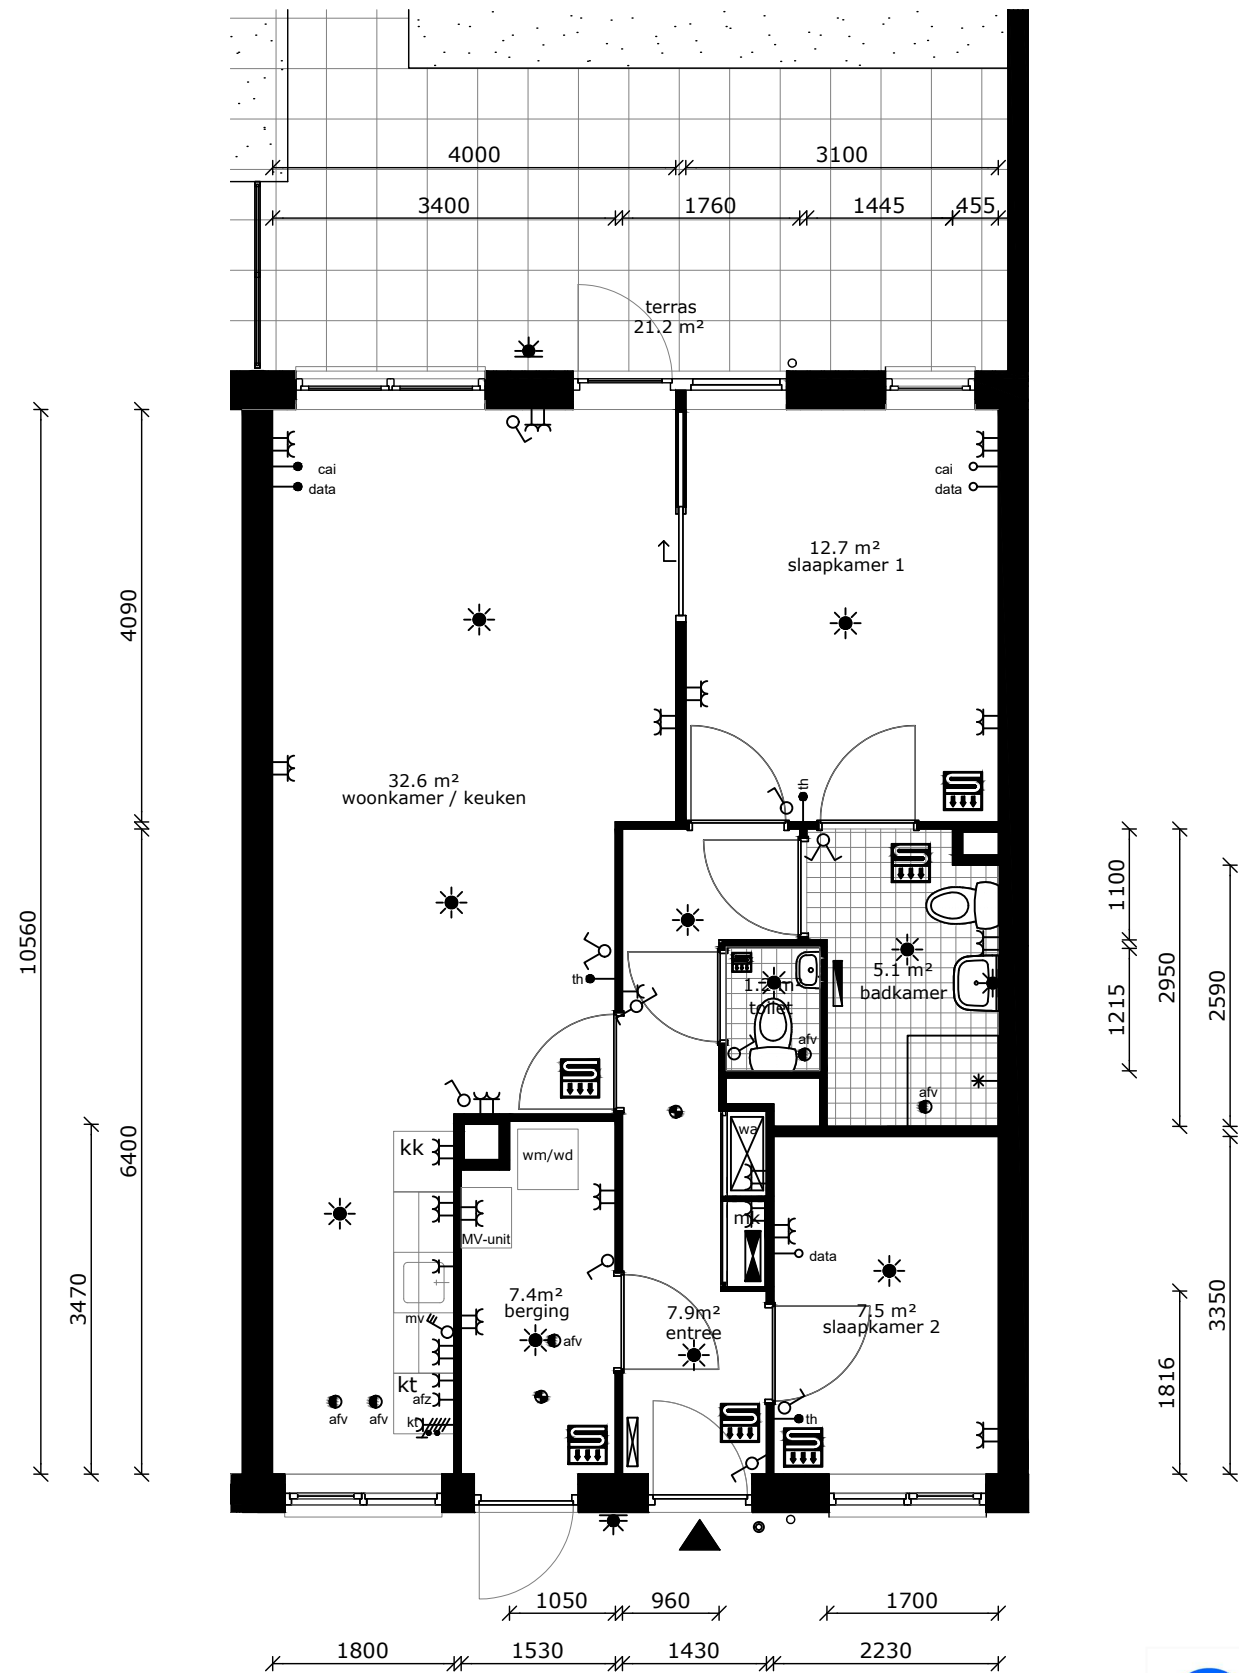 4000
3100
3400
1760
1445
455
terras
21.2 m²
cai
data
cai
data
12.7 m²
slaapkamer 1
4090
32.6 m²
woonkamer / keuken
th
10560
6400
3470
1100
1215
2950
2590
th
5.1 m²
badkamer
toilet
afv
afv
kk
wm/wd
wa
MV-unit
mk
data
7.4m²
berging
afv
7.9m²
entree
7.5 m²
slaapkamer 2
mv
kt
afz
kt
afv
afv
th
3350
1816
1050
960
1700
1800
1530
1430
2230